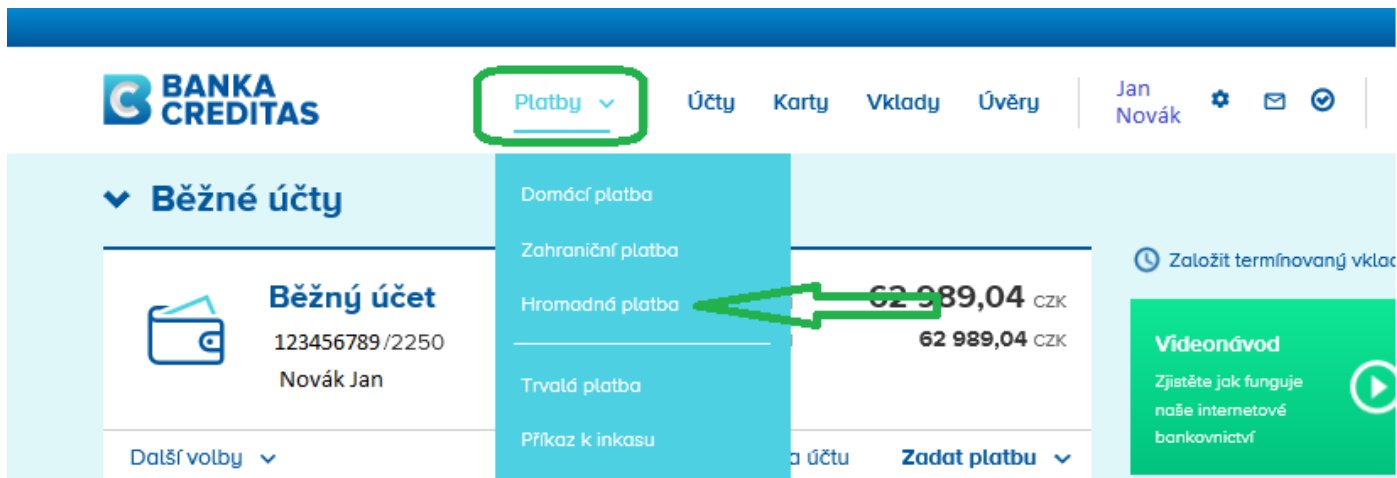 BANKA
CREDITAS
Platby
Účty
Karty
Vklady
Úvěry
Jan
Novák
Běžné účty
Domácí platba
Zahraniční platba
Hromadná platba
Trvalá platba
Příkaz k inkasu
Běžný účet
123456789/2250
Novák Jan
62 989,04 CZK
62 989,04 CZK
Další volby
účtu
Zadat platbu
Založit termínovaný
Videonávod
Zjistěte jak funguje
naše internetové
bankovnictví